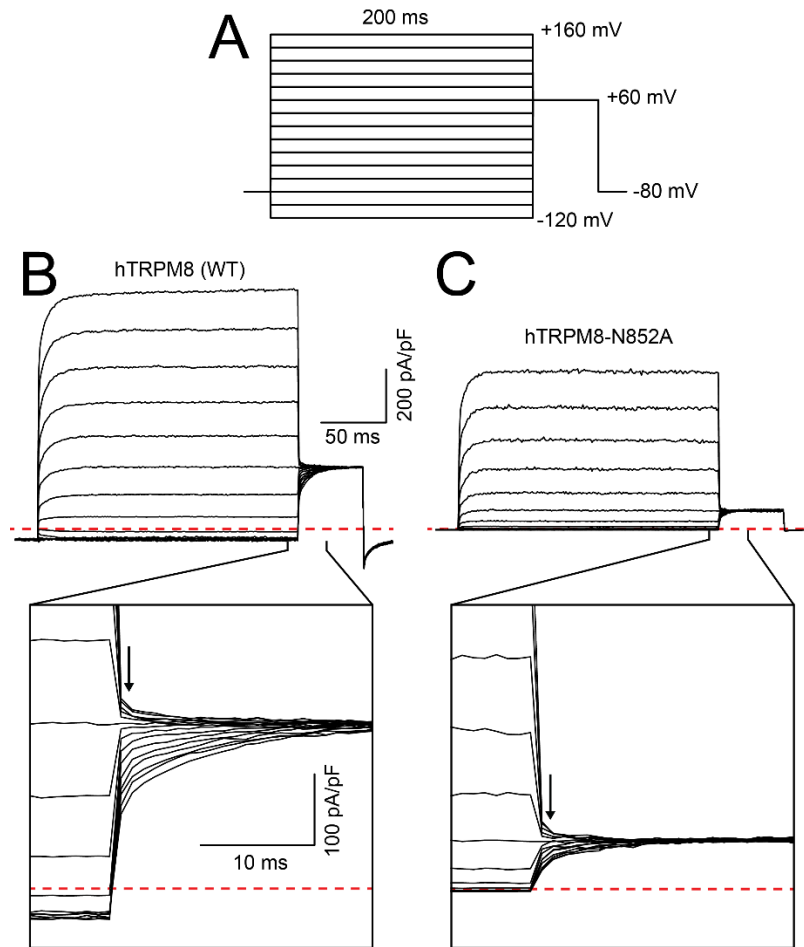 A
200 ms
+160 mV
+60 mV
-80 mV
-120 mV
B
hTRPM8 (WT)
200 pA/pF
50 ms
C
hTRPM8-N852A
100 pA/pF
10 ms